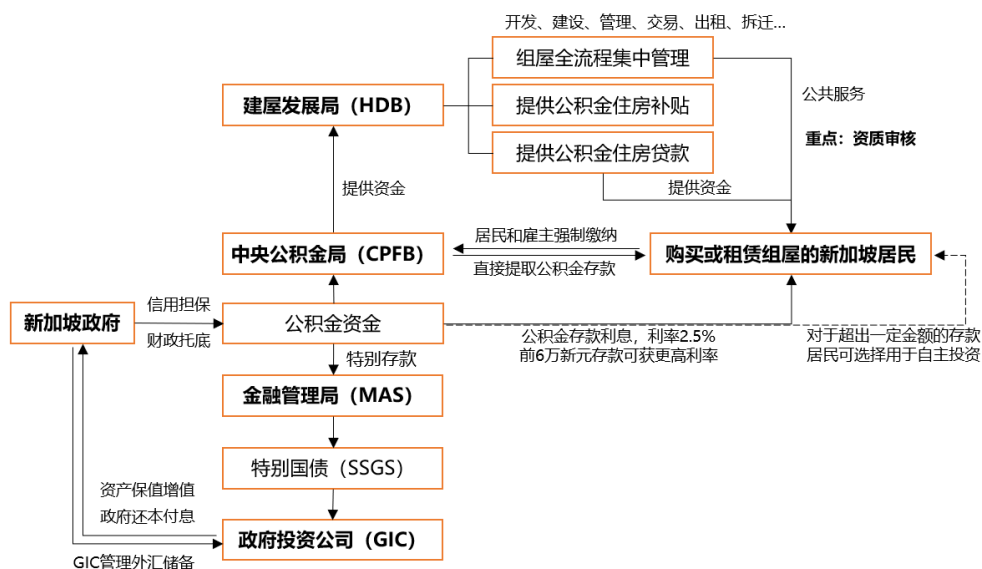 开发、建设、管理、交易、出租、拆迁...
组屋全流程集中管理
建屋发展局（HDB）
提供公积金住房补贴
公共服务
重点：资质审核
提供公积金住房贷款
提供资金
提供资金
中央公积金局（CPFB）
居民和雇主强制缴纳
直接提取公积金存款
购买或租赁组屋的新加坡居民
新加坡政府
信用担保
财政托底
公积金资金
公积金存款利息，利率2.5%
前6万新元存款可获更高利率
对于超出一定金额的存款
居民可选择用于自主投资
特别存款
金融管理局（MAS）
特别国债（SSGS）
资产保值增值
政府还本付息
政府投资公司（GIC）
GIC管理外汇储备